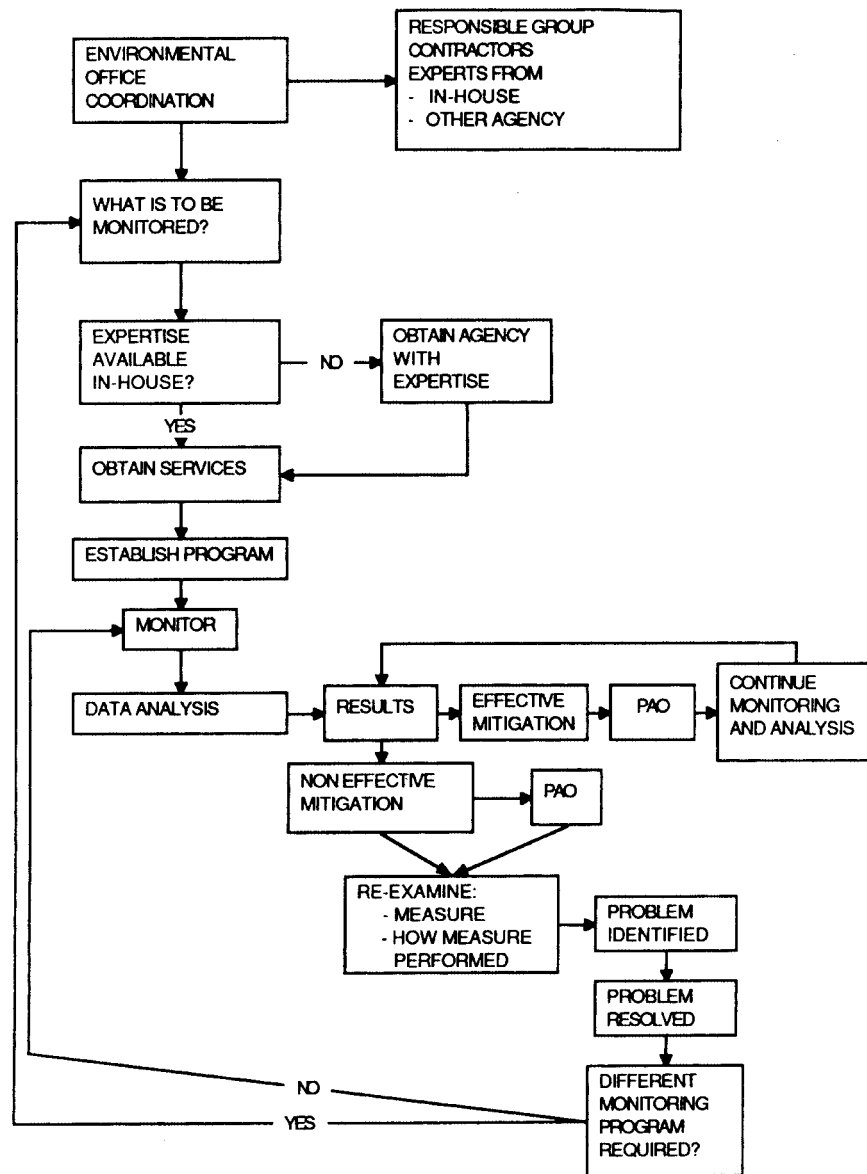 ENVIRONMENTAL
OFFICE
COORDINATION
RESPONSIBLE GROUP
CONTRACTORS
EXPERTS FROM
- IN-HOUSE
- OTHER AGENCY
WHAT IS TO BE
MONITORED?
EXPERTISE
AVAILABLE
IN-HOUSE?
NO
OBTAIN AGENCY
WITH
EXPERTISE
YES
OBTAIN SERVICES
ESTABLISH PROGRAM
MONITOR
DATA ANALYSIS
RESULTS
EFFECTIVE
MITIGATION
PAO
CONTINUE
MONITORING
AND ANALYSIS
NON EFFECTIVE
MITIGATION
PAO
RE-EXAMINE:
- MEASURE
- HOW MEASURE
PERFORMED
PROBLEM
IDENTIFIED
PROBLEM
RESOLVED
DIFFERENT
MONITORING
PROGRAM
REQUIRED?
NO
YES